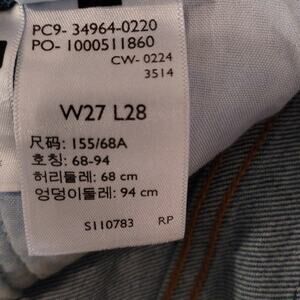 PC9- 34964-0220
PO- 1000511860
CW- 0224
3514
W27 L28
尺码: 155/68A
호칭: 68-94
허리둘레: 68 cm
엉덩이둘레: 94 cm
S110783 RP